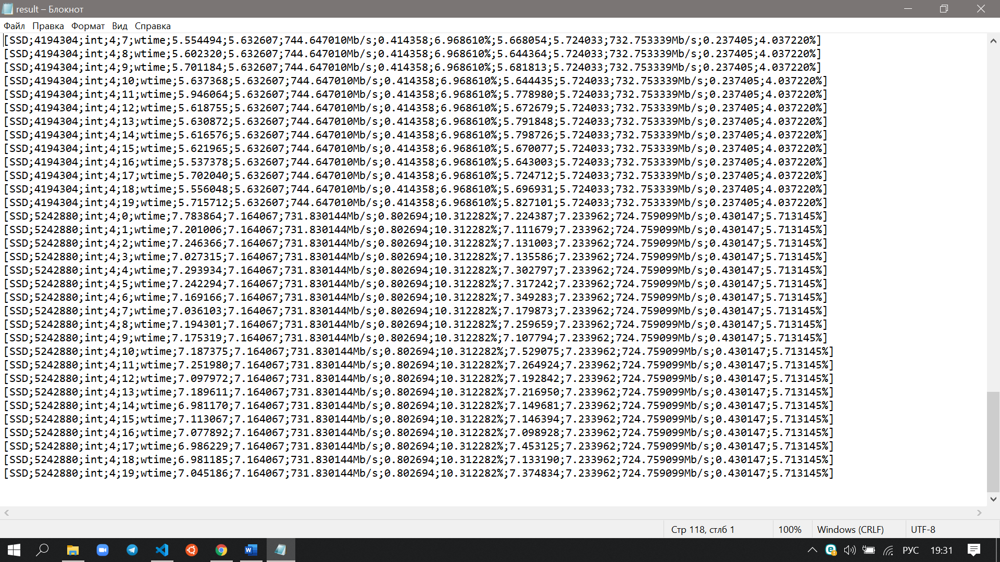 result – Блокнот
Файл Правка Формат Вид Справка
[SSD;4194304;int;4;7;wtime;5.554494;5.632607;744.647010Mb/s;0.414358;6.968610%;5.668054;5.724033;732.753339Mb/s;0.237405;4.037220%]
[SSD;4194304;int;4;8;wtime;5.602320;5.632607;744.647010Mb/s;0.414358;6.968610%;5.644364;5.724033;732.753339Mb/s;0.237405;4.037220%]
[SSD;4194304;int;4;9;wtime;5.701184;5.632607;744.647010Mb/s;0.414358;6.968610%;5.681813;5.724033;732.753339Mb/s;0.237405;4.037220%]
[SSD;4194304;int;4;10;wtime;5.637368;5.632607;744.647010Mb/s;0.414358;6.968610%;5.644435;5.724033;732.753339Mb/s;0.237405;4.037220%]
[SSD;4194304;int;4;11;wtime;5.946064;5.632607;744.647010Mb/s;0.414358;6.968610%;5.778980;5.724033;732.753339Mb/s;0.237405;4.037220%]
[SSD;4194304;int;4;12;wtime;5.618755;5.632607;744.647010Mb/s;0.414358;6.968610%;5.672679;5.724033;732.753339Mb/s;0.237405;4.037220%]
[SSD;4194304;int;4;13;wtime;5.630872;5.632607;744.647010Mb/s;0.414358;6.968610%;5.791848;5.724033;732.753339Mb/s;0.237405;4.037220%]
[SSD;4194304;int;4;14;wtime;5.616576;5.632607;744.647010Mb/s;0.414358;6.968610%;5.798726;5.724033;732.753339Mb/s;0.237405;4.037220%]
[SSD;4194304;int;4;15;wtime;5.621965;5.632607;744.647010Mb/s;0.414358;6.968610%;5.670077;5.724033;732.753339Mb/s;0.237405;4.037220%]
[SSD;4194304;int;4;16;wtime;5.537378;5.632607;744.647010Mb/s;0.414358;6.968610%;5.643003;5.724033;732.753339Mb/s;0.237405;4.037220%]
[SSD;4194304;int;4;17;wtime;5.702040;5.632607;744.647010Mb/s;0.414358;6.968610%;5.724712;5.724033;732.753339Mb/s;0.237405;4.037220%]
[SSD;4194304;int;4;18;wtime;5.556048;5.632607;744.647010Mb/s;0.414358;6.968610%;5.696931;5.724033;732.753339Mb/s;0.237405;4.037220%]
[SSD;4194304;int;4;19;wtime;5.715712;5.632607;744.647010Mb/s;0.414358;6.968610%;5.827101;5.724033;732.753339Mb/s;0.237405;4.037220%]
[SSD;5242880;int;4;0;wtime;7.783864;7.164067;731.830144Mb/s;0.802694;10.312282%;7.224387;7.233962;724.759099Mb/s;0.430147;5.713145%]
[SSD;5242880;int;4;1;wtime;7.201006;7.164067;731.830144Mb/s;0.802694;10.312282%;7.111679;7.233962;724.759099Mb/s;0.430147;5.713145%]
[SSD;5242880;int;4;2;wtime;7.246366;7.164067;731.830144Mb/s;0.802694;10.312282%;7.131003;7.233962;724.759099Mb/s;0.430147;5.713145%]
[SSD;5242880;int;4;3;wtime;7.027315;7.164067;731.830144Mb/s;0.802694;10.312282%;7.135586;7.233962;724.759099Mb/s;0.430147;5.713145%]
[SSD;5242880;int;4;4;wtime;7.293934;7.164067;731.830144Mb/s;0.802694;10.312282%;7.302797;7.233962;724.759099Mb/s;0.430147;5.713145%]
[SSD;5242880;int;4;5;wtime;7.242294;7.164067;731.830144Mb/s;0.802694;10.312282%;7.317242;7.233962;724.759099Mb/s;0.430147;5.713145%]
[SSD;5242880;int;4;6;wtime;7.169166;7.164067;731.830144Mb/s;0.802694;10.312282%;7.349283;7.233962;724.759099Mb/s;0.430147;5.713145%]
[SSD;5242880;int;4;7;wtime;7.036103;7.164067;731.830144Mb/s;0.802694;10.312282%;7.179873;7.233962;724.759099Mb/s;0.430147;5.713145%]
[SSD;5242880;int;4;8;wtime;7.194301;7.164067;731.830144Mb/s;0.802694;10.312282%;7.259659;7.233962;724.759099Mb/s;0.430147;5.713145%]
[SSD;5242880;int;4;9;wtime;7.175319;7.164067;731.830144Mb/s;0.802694;10.312282%;7.107794;7.233962;724.759099Mb/s;0.430147;5.713145%]
[SSD;5242880;int;4;10;wtime;7.187375;7.164067;731.830144Mb/s;0.802694;10.312282%;7.529075;7.233962;724.759099Mb/s;0.430147;5.713145%]
[SSD;5242880;int;4;11;wtime;7.251980;7.164067;731.830144Mb/s;0.802694;10.312282%;7.264924;7.233962;724.759099Mb/s;0.430147;5.713145%]
[SSD;5242880;int;4;12;wtime;7.097972;7.164067;731.830144Mb/s;0.802694;10.312282%;7.192842;7.233962;724.759099Mb/s;0.430147;5.713145%]
[SSD;5242880;int;4;13;wtime;7.189611;7.164067;731.830144Mb/s;0.802694;10.312282%;7.216950;7.233962;724.759099Mb/s;0.430147;5.713145%]
[SSD;5242880;int;4;14;wtime;6.981170;7.164067;731.830144Mb/s;0.802694;10.312282%;7.149681;7.233962;724.759099Mb/s;0.430147;5.713145%]
[SSD;5242880;int;4;15;wtime;7.113067;7.164067;731.830144Mb/s;0.802694;10.312282%;7.146394;7.233962;724.759099Mb/s;0.430147;5.713145%]
[SSD;5242880;int;4;16;wtime;7.077892;7.164067;731.830144Mb/s;0.802694;10.312282%;7.098928;7.233962;724.759099Mb/s;0.430147;5.713145%]
[SSD;5242880;int;4;17;wtime;6.986229;7.164067;731.830144Mb/s;0.802694;10.312282%;7.453125;7.233962;724.759099Mb/s;0.430147;5.713145%]
[SSD;5242880;int;4;18;wtime;6.981185;7.164067;731.830144Mb/s;0.802694;10.312282%;7.133190;7.233962;724.759099Mb/s;0.430147;5.713145%]
[SSD;5242880;int;4;19;wtime;7.045186;7.164067;731.830144Mb/s;0.802694;10.312282%;7.374834;7.233962;724.759099Mb/s;0.430147;5.713145%]
Стр 118, стлб 1 100% Windows (CRLF) UTF-8
РУС 19:31